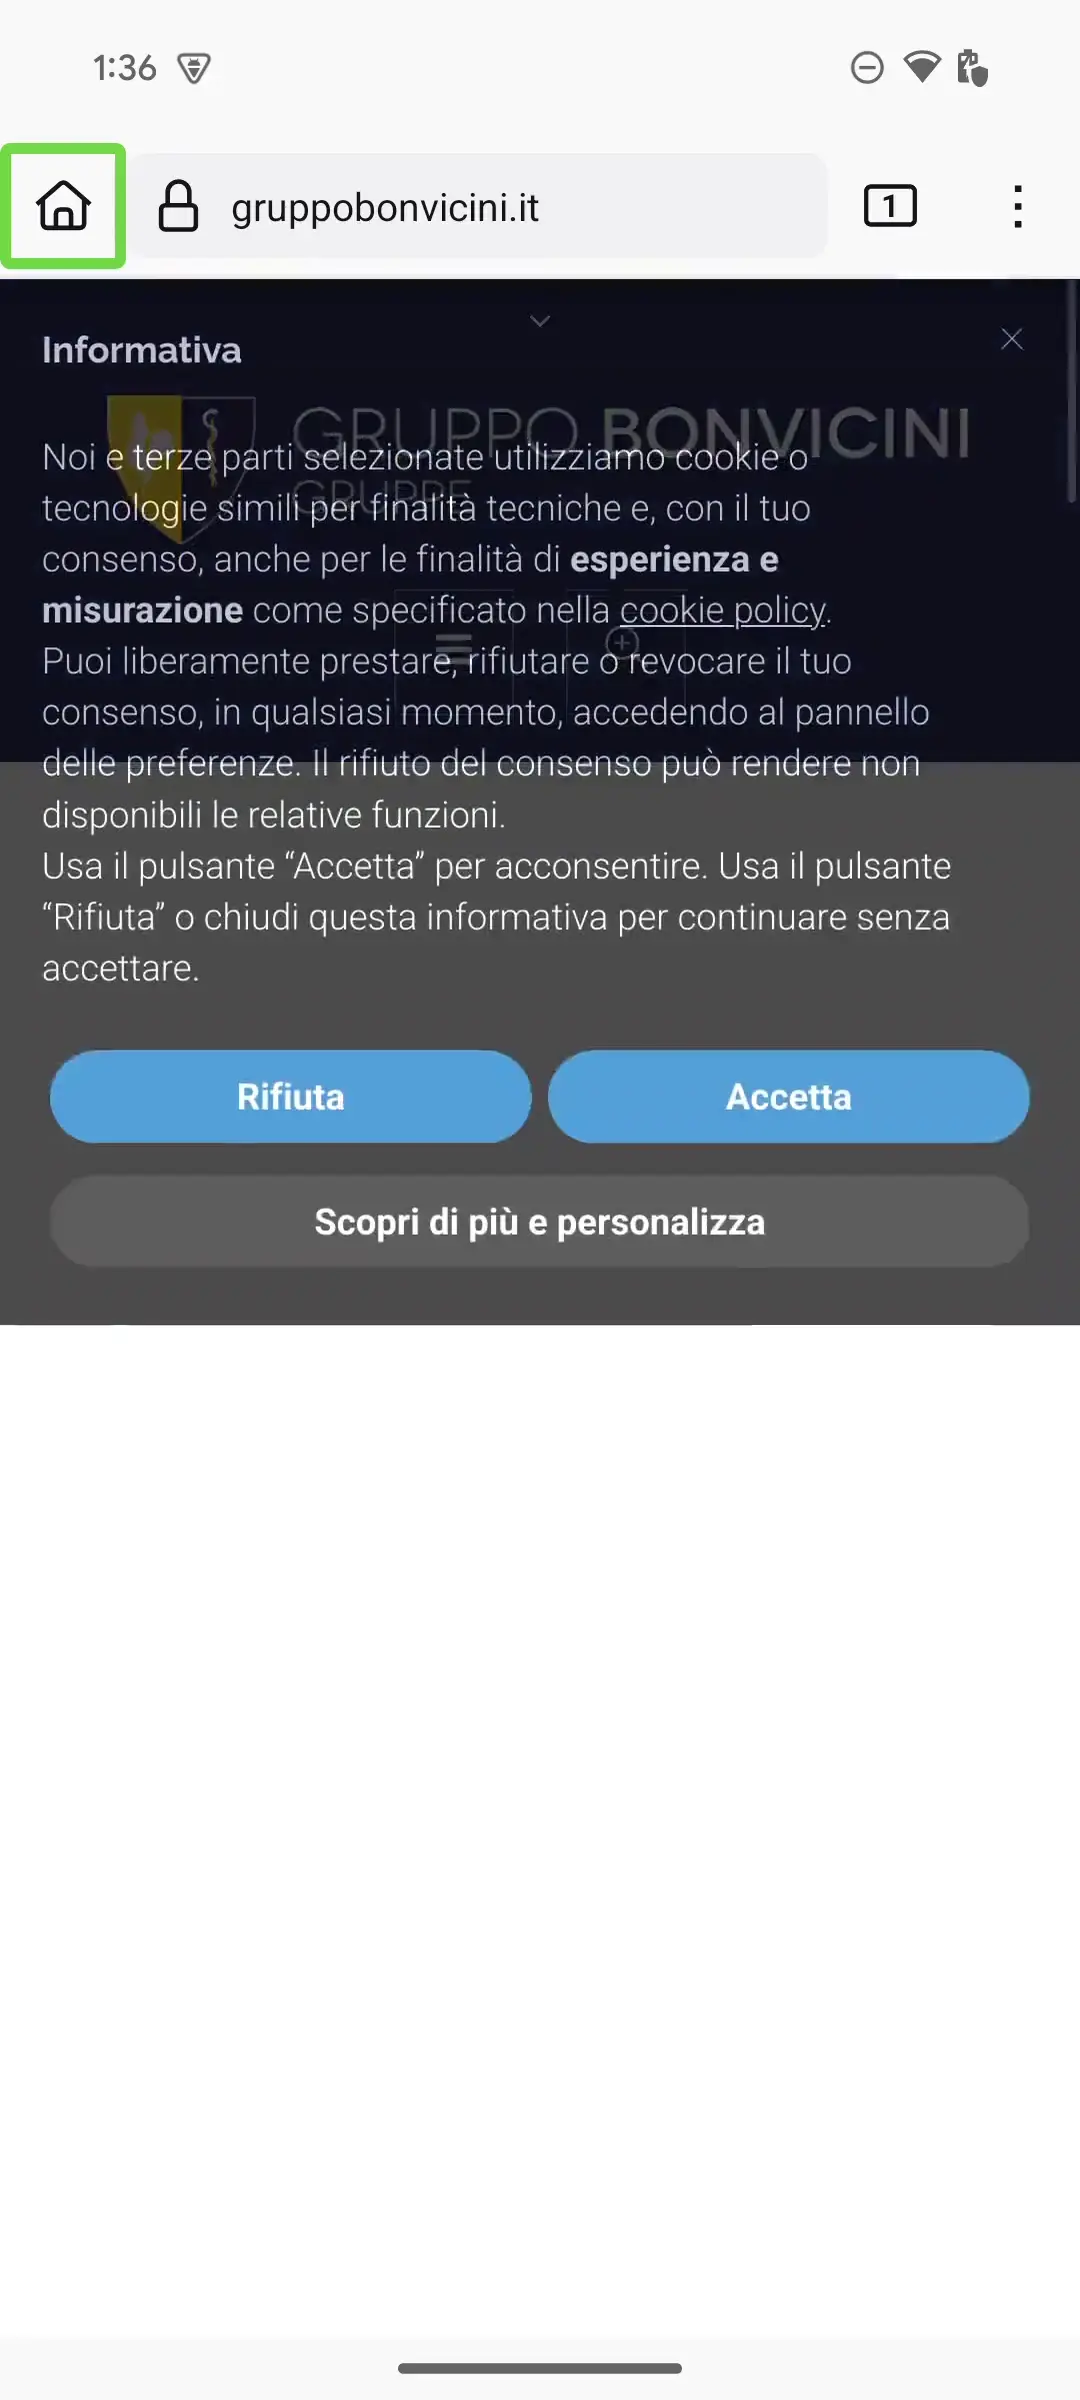 1:36
gruppobonvicini.it
1
Informativa
GRUPPO BONVICINI
GRUPPE
Noi e terze parti selezionate utilizziamo cookie o
tecnologie simili per finalità tecniche e, con il tuo
consenso, anche per le finalità di esperienza e
misurazione come specificato nella cookie policy.
Puoi liberamente prestare, rifiutare o revocare il tuo
consenso, in qualsiasi momento, accedendo al pannello
delle preferenze. Il rifiuto del consenso può rendere non
disponibili le relative funzioni.
Usa il pulsante “Accetta” per acconsentire. Usa il pulsante
“Rifiuta” o chiudi questa informativa per continuare senza
accettare.
Rifiuta
Accetta
Scopri di più e personalizza